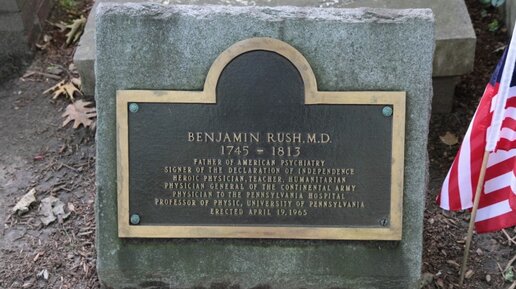 BENJAMIN RUSH, M.D.
1745 - 1813
FATHER OF AMERICAN PSYCHIATRY
SIGNER OF THE DECLARATION OF INDEPENDENCE
HEROIC PHYSICIAN, TEACHER, HUMANITARIAN
PHYSICIAN GENERAL OF THE CONTINENTAL ARMY
PHYSICIAN TO THE PENNSYLVANIA HOSPITAL
PROFESSOR OF PHYSIC, UNIVERSITY OF PENNSYLVANIA
ERECTED APRIL 19, 1965